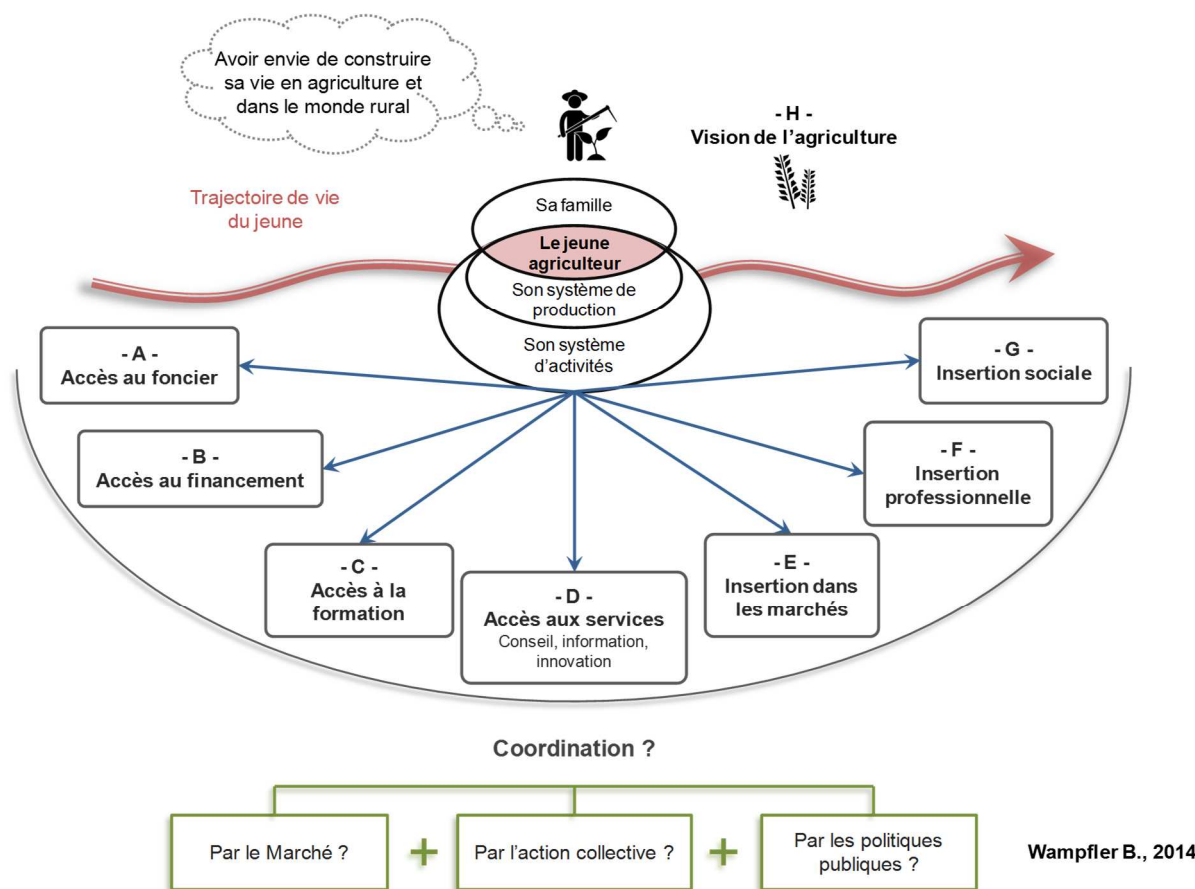 Avoir envie de construire
sa vie en agriculture et
dans le monde rural
- H -
Vision de l'agriculture
Trajectoire de vie
du jeune
Sa famille
Le jeune
agriculteur
Son système de
production
Son système
d'activités
- A -
Accès au foncier
- G -
Insertion sociale
- B -
Accès au financement
- F -
Insertion
professionnelle
- C -
Accès à la
formation
- D -
Accès aux services
Conseil, information,
innovation
- E -
Insertion dans
les marchés
Coordination ?
Par le Marché ?
+
Par l'action collective ?
+
Par les politiques
publiques ?
Wampfler B., 2014